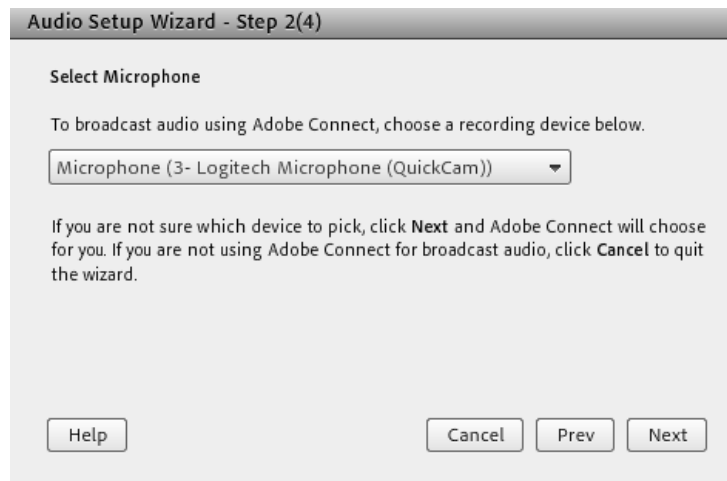 Audio Setup Wizard - Step 2(4)
Select Microphone
To broadcast audio using Adobe Connect, choose a recording device below.
Microphone (3- Logitech Microphone (QuickCam))
If you are not sure which device to pick, click Next and Adobe Connect will choose
for you. If you are not using Adobe Connect for broadcast audio, click Cancel to quit
the wizard.
Help Cancel Prev Next